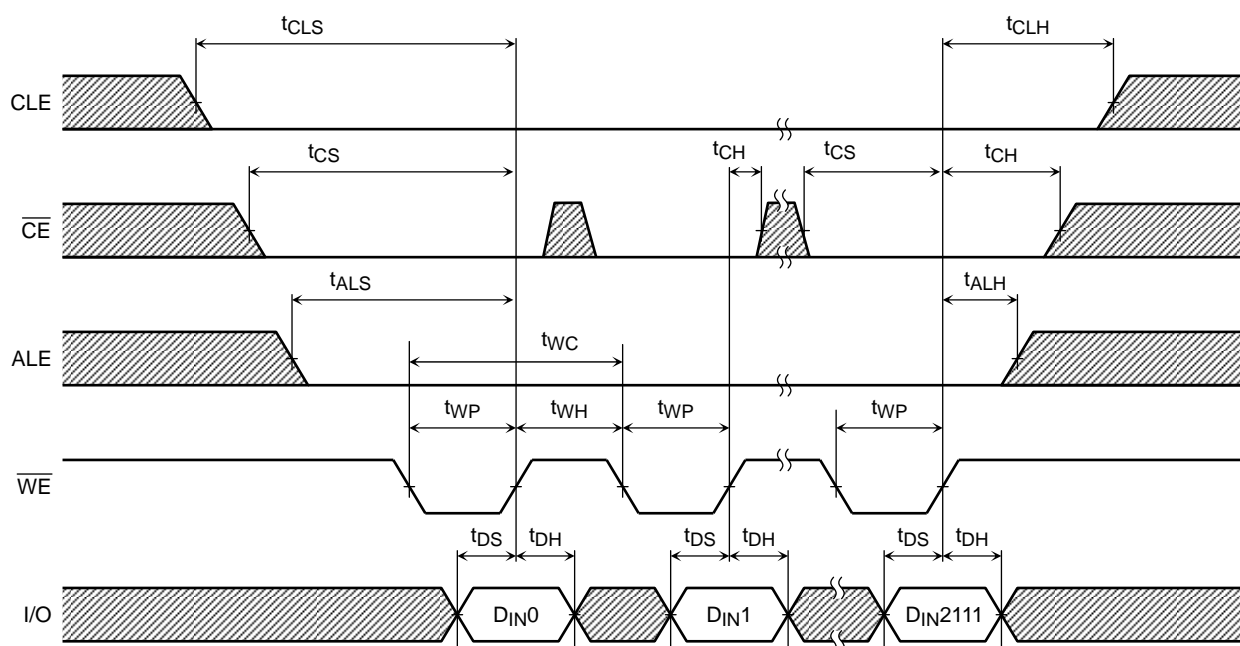 tCLS tCLH
CLE
tCS tCH tCS tCH
CE
tALS tALH
ALE
tWC
tWP tWH tWP tWP
WE
tDS tDH tDS tDH tDS tDH
I/O DIN0 DIN1 DIN2111